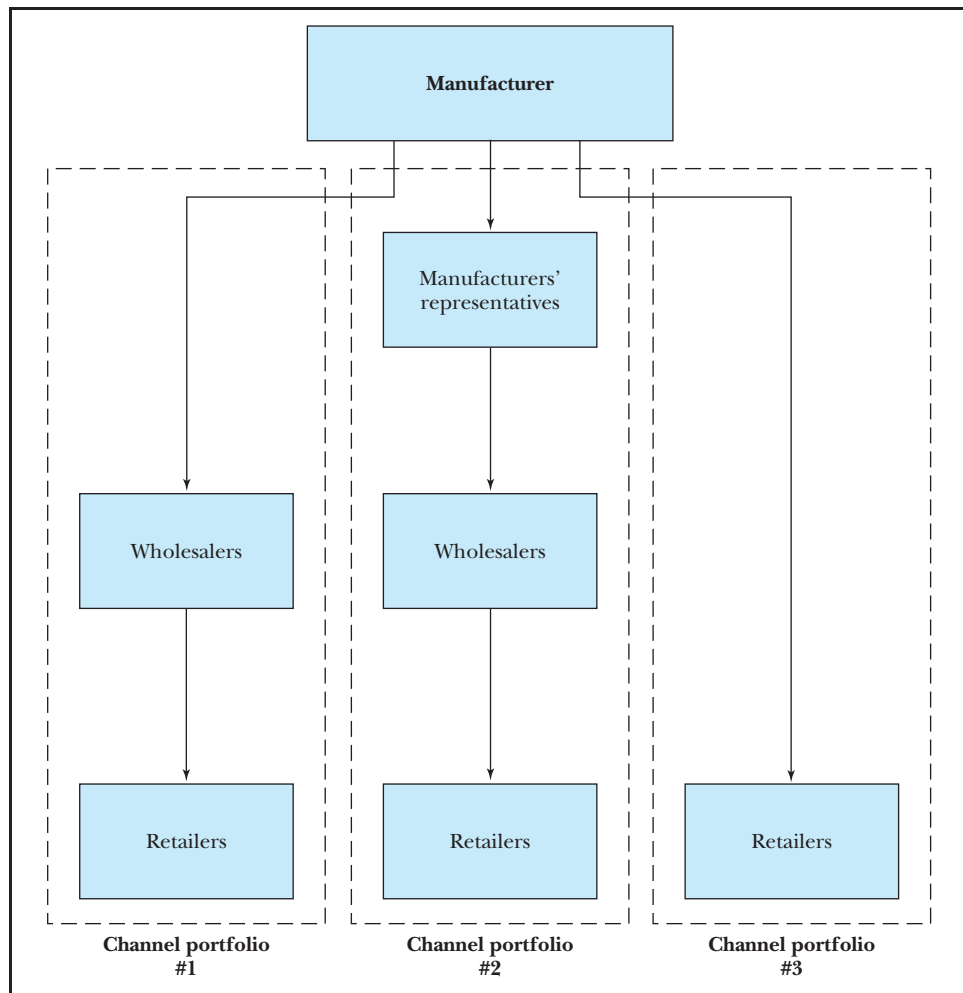 Manufacturer
Manufacturers’
representatives
Wholesalers
Wholesalers
Retailers
Retailers
Retailers
Channel portfolio
#1
Channel portfolio
#2
Channel portfolio
#3